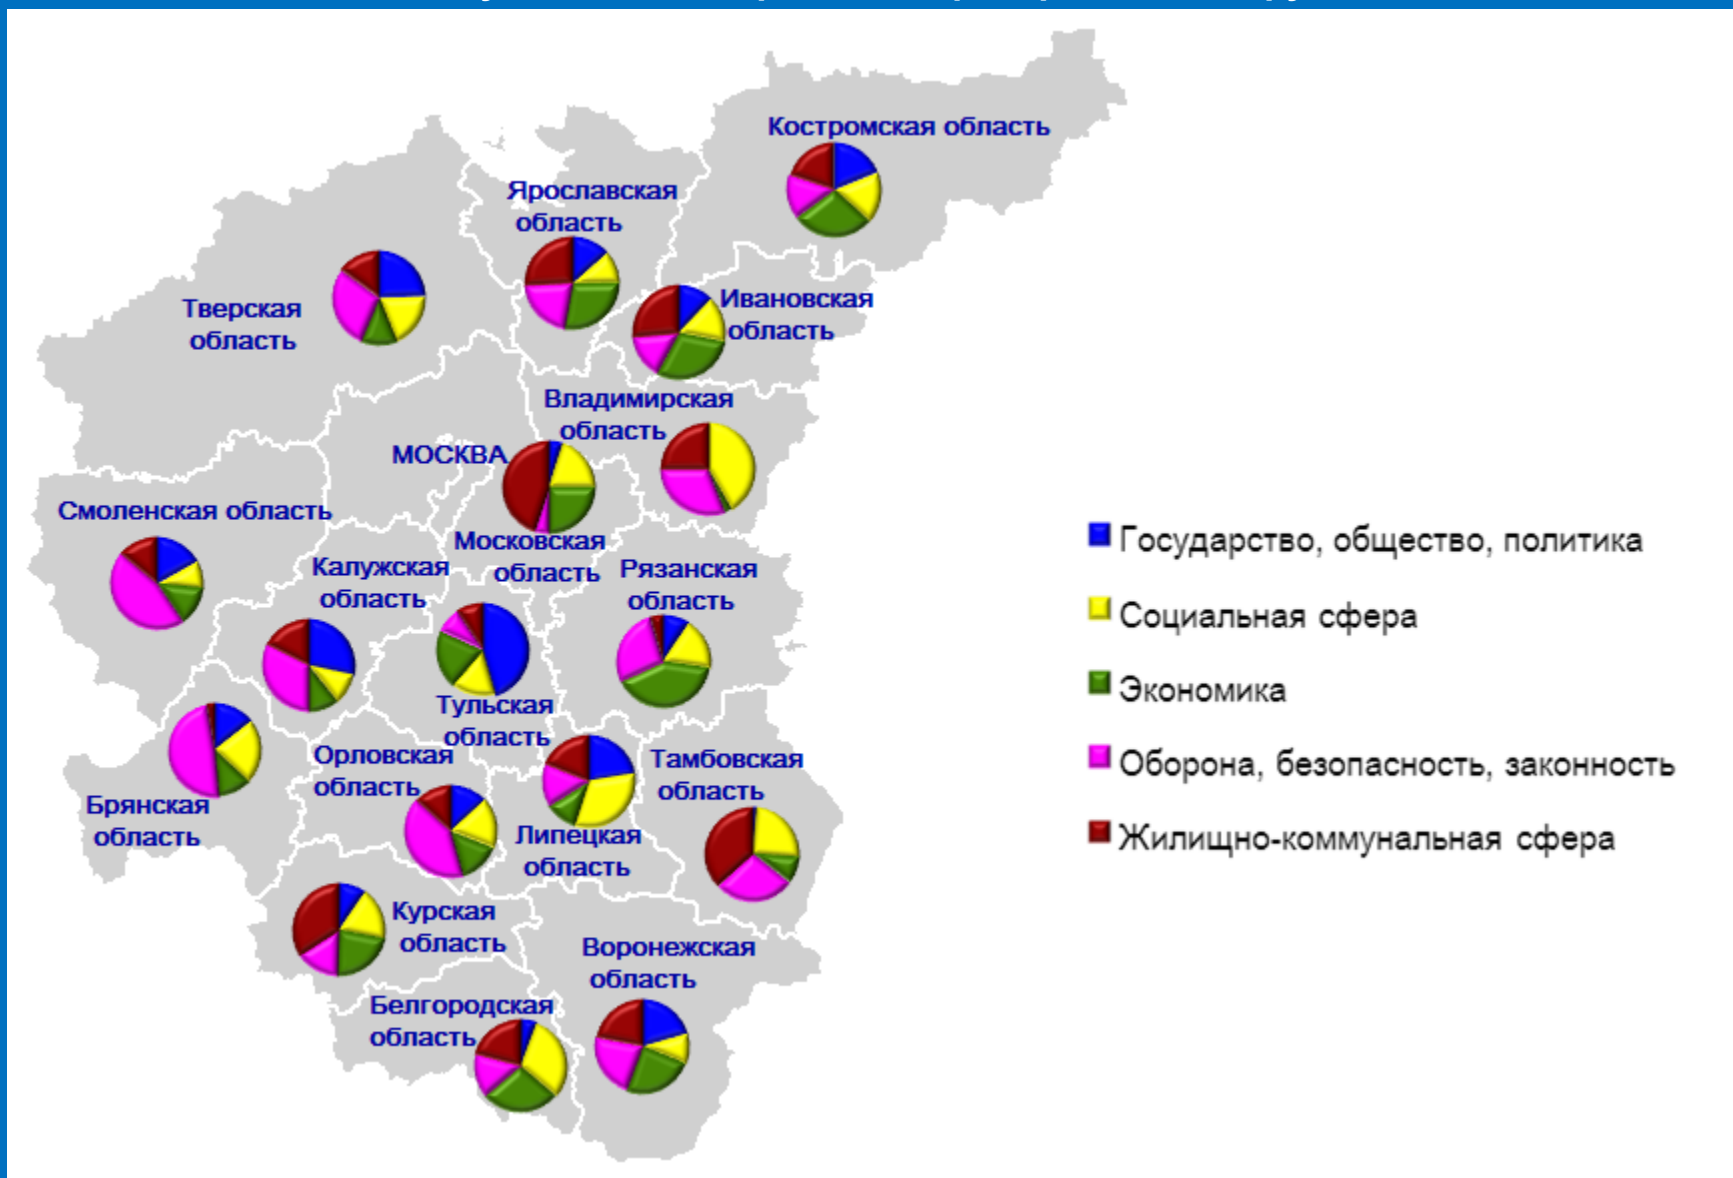 Костромская область
Ярославская
область
Ивановская
область
Тверская
область
Владимирская
область
МОСКВА
Смоленская область
Московская
область
Калужская
область
Рязанская
область
Тульская
область
Орловская
область
Тамбовская
область
Брянская
область
Липецкая
область
Курская
область
Воронежская
область
Белгородская
область
Государство, общество, политика
Социальная сфера
Экономика
Оборона, безопасность, законность
Жилищно-коммунальная сфера